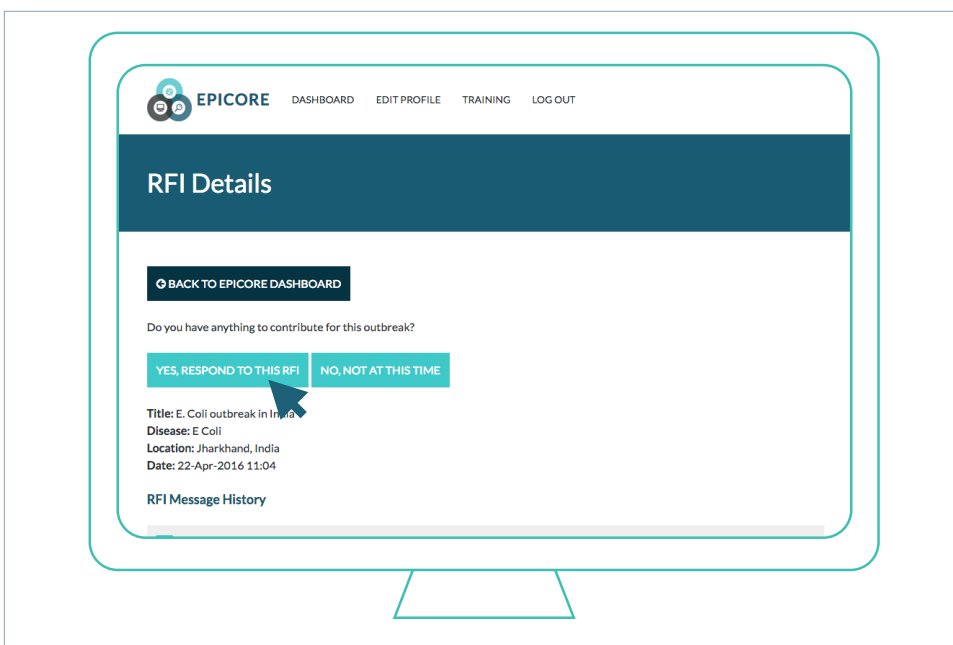 EPICORE DASHBOARD EDIT PROFILE TRAINING LOG OUT
RFI Details
BACK TO EPICORE DASHBOARD
Do you have anything to contribute for this outbreak?
YES, RESPOND TO THIS RFI NO, NOT AT THIS TIME
Title: E. Coli outbreak in India
Disease: E Coli
Location: Jharkhand, India
Date: 22-Apr-2016 11:04
RFI Message History